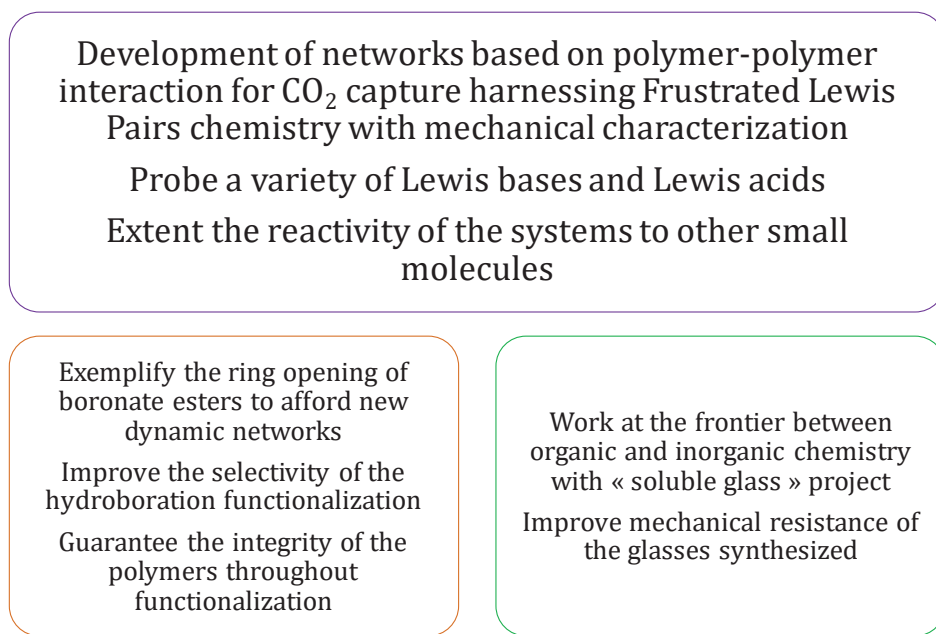 Development of networks based on polymer-polymer
interaction for CO₂ capture harnessing Frustrated Lewis
Pairs chemistry with mechanical characterization
Probe a variety of Lewis bases and Lewis acids
Extent the reactivity of the systems to other small
molecules
Exemplify the ring opening of
boronate esters to afford new
dynamic networks
Improve the selectivity of the
hydroboration functionalization
Guarantee the integrity of the
polymers throughout
functionalization
Work at the frontier between
organic and inorganic chemistry
with « soluble glass » project
Improve mechanical resistance of
the glasses synthesized